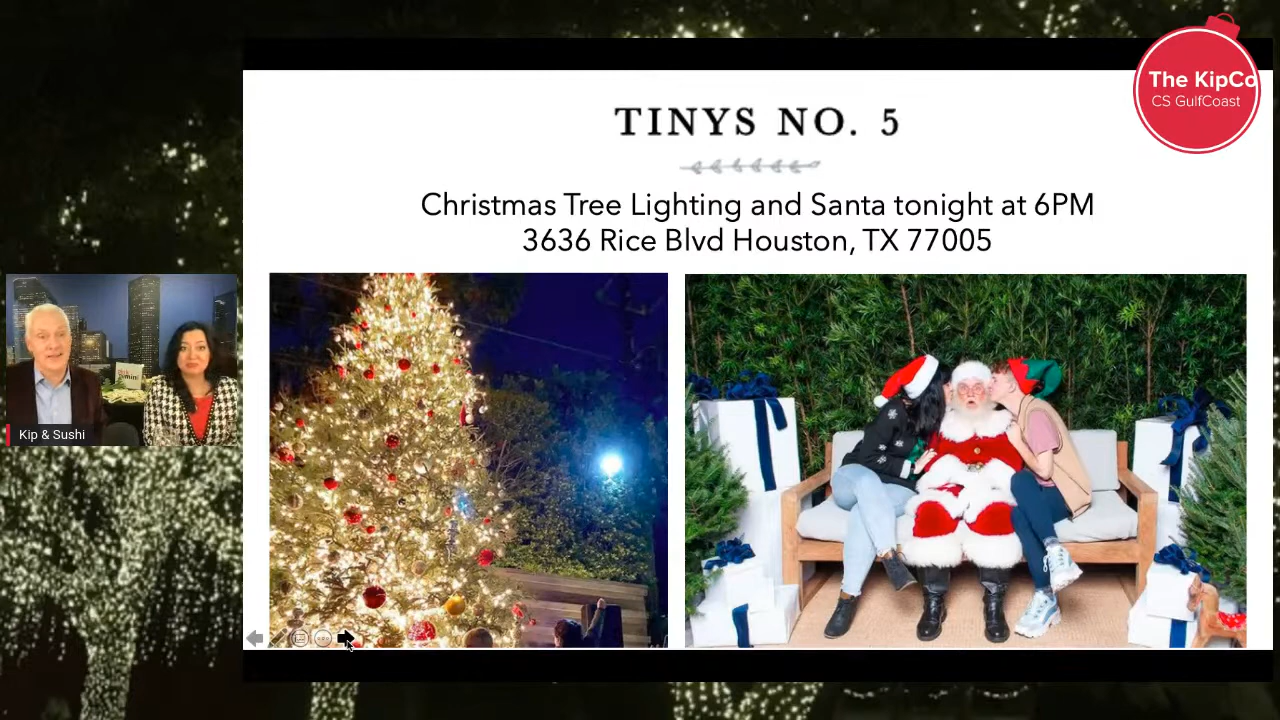 TINYS NO. 5
Christmas Tree Lighting and Santa tonight at 6PM
3636 Rice Blvd Houston, TX 77005
The KipCo
CS GulfCoast
Kip & Sushi